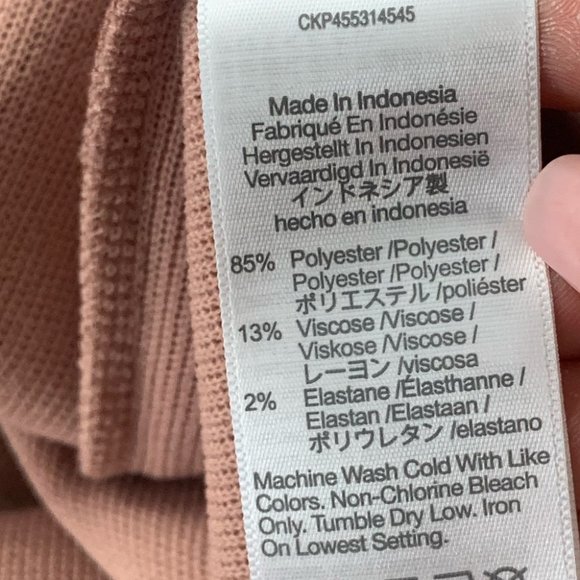 CKP455314545
Made In Indonesia
Fabriqué En Indonésie
Hergestellt In Indonesien
Vervaardigd In Indonesië
インドネシア製
hecho en indonesia
85% Polyester /Polyester /
Polyester /Polyester /
ポリエステル /poliéster
13% Viscose /Viscose /
Viskose /Viscose /
レーヨン /viscosa
2% Elastane /Élasthanne /
Elastan /Elastaan /
ポリウレタン /elastano
Machine Wash Cold With Like
Colors. Non-Chlorine Bleach
Only. Tumble Dry Low. Iron
On Lowest Setting.